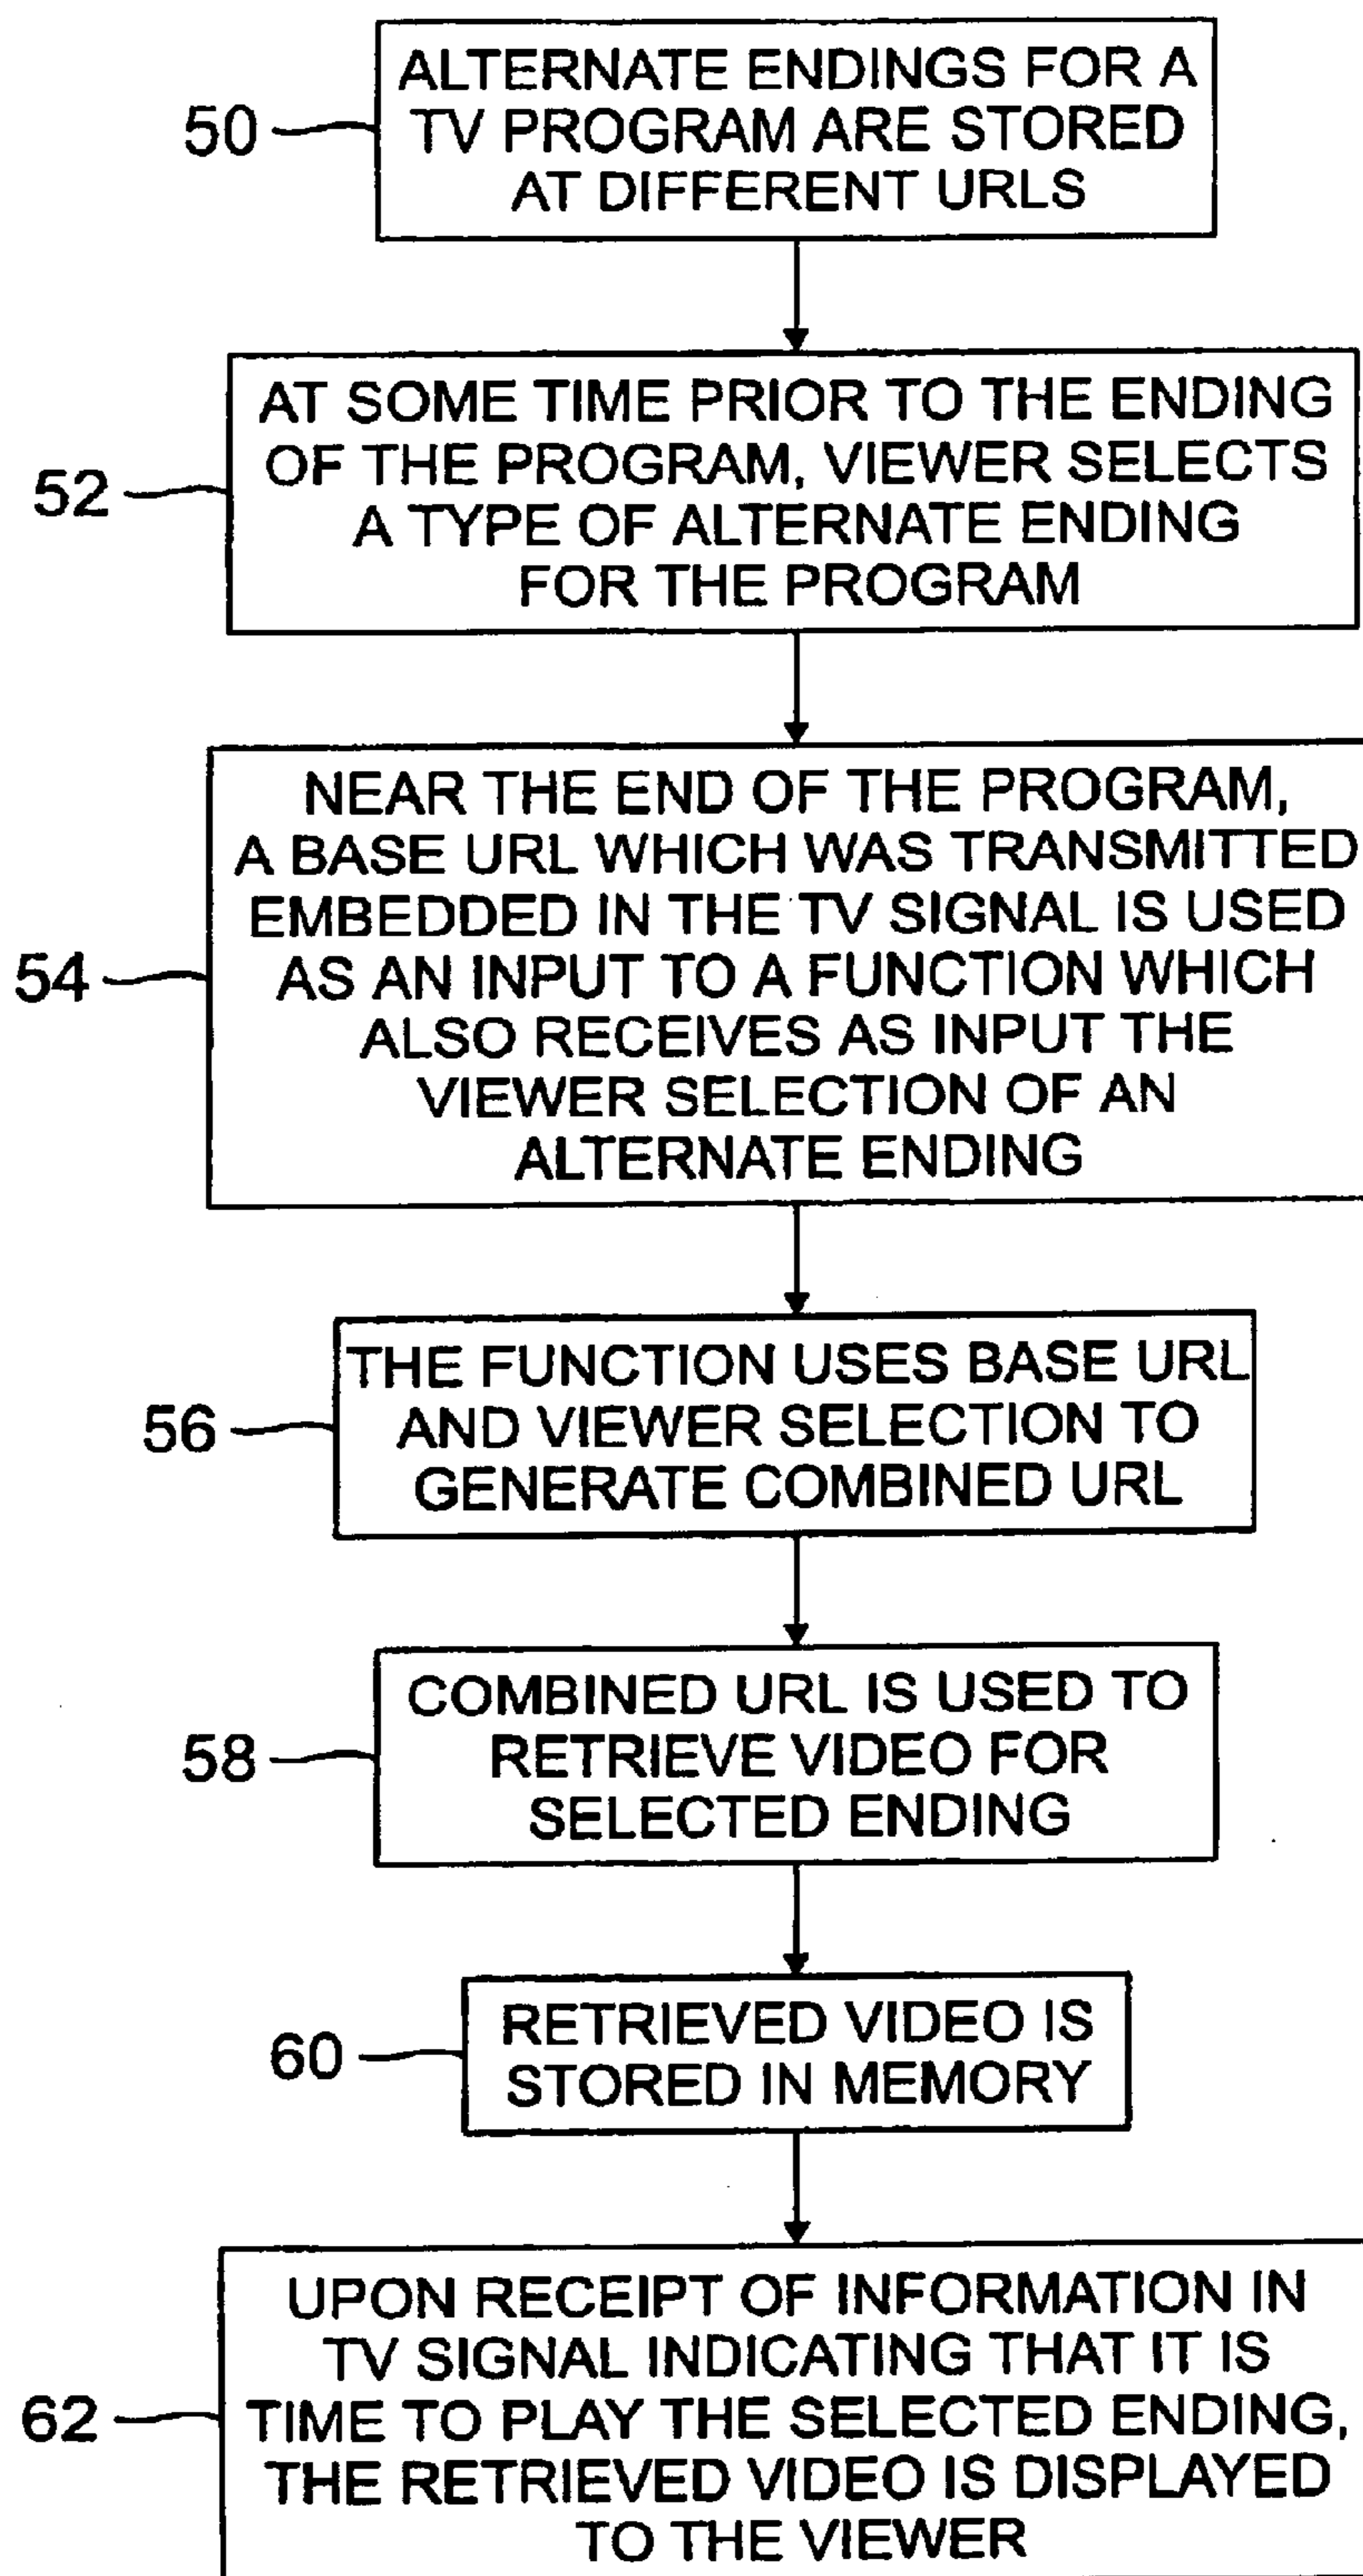 50
ALTERNATE ENDINGS FOR A
TV PROGRAM ARE STORED
AT DIFFERENT URLS
52
AT SOME TIME PRIOR TO THE ENDING
OF THE PROGRAM, VIEWER SELECTS
A TYPE OF ALTERNATE ENDING
FOR THE PROGRAM
54
NEAR THE END OF THE PROGRAM,
A BASE URL WHICH WAS TRANSMITTED
EMBEDDED IN THE TV SIGNAL IS USED
AS AN INPUT TO A FUNCTION WHICH
ALSO RECEIVES AS INPUT THE
VIEWER SELECTION OF AN
ALTERNATE ENDING
56
THE FUNCTION USES BASE URL
AND VIEWER SELECTION TO
GENERATE COMBINED URL
58
COMBINED URL IS USED TO
RETRIEVE VIDEO FOR
SELECTED ENDING
60
RETRIEVED VIDEO IS
STORED IN MEMORY
62
UPON RECEIPT OF INFORMATION IN
TV SIGNAL INDICATING THAT IT IS
TIME TO PLAY THE SELECTED ENDING,
THE RETRIEVED VIDEO IS DISPLAYED
TO THE VIEWER